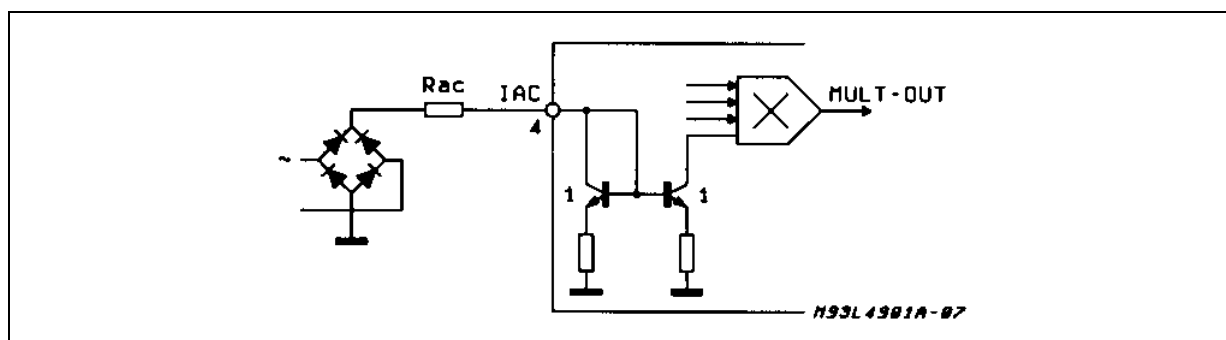 Rac
IAC
4
MULT-OUT
~
1
1
M93L4901A-07